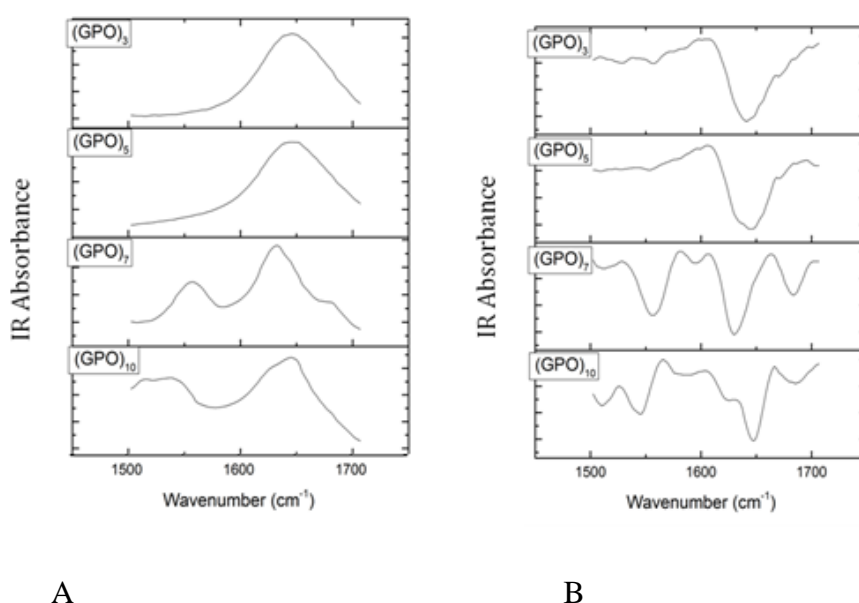 (GPO)3
(GPO)5
(GPO)7
(GPO)10
IR Absorbance
1500 1600 1700
Wavenumber (cm-1)
A
(GPO)3
(GPO)5
(GPO)7
(GPO)10
IR Absorbance
1500 1600 1700
Wavenumber (cm-1)
B